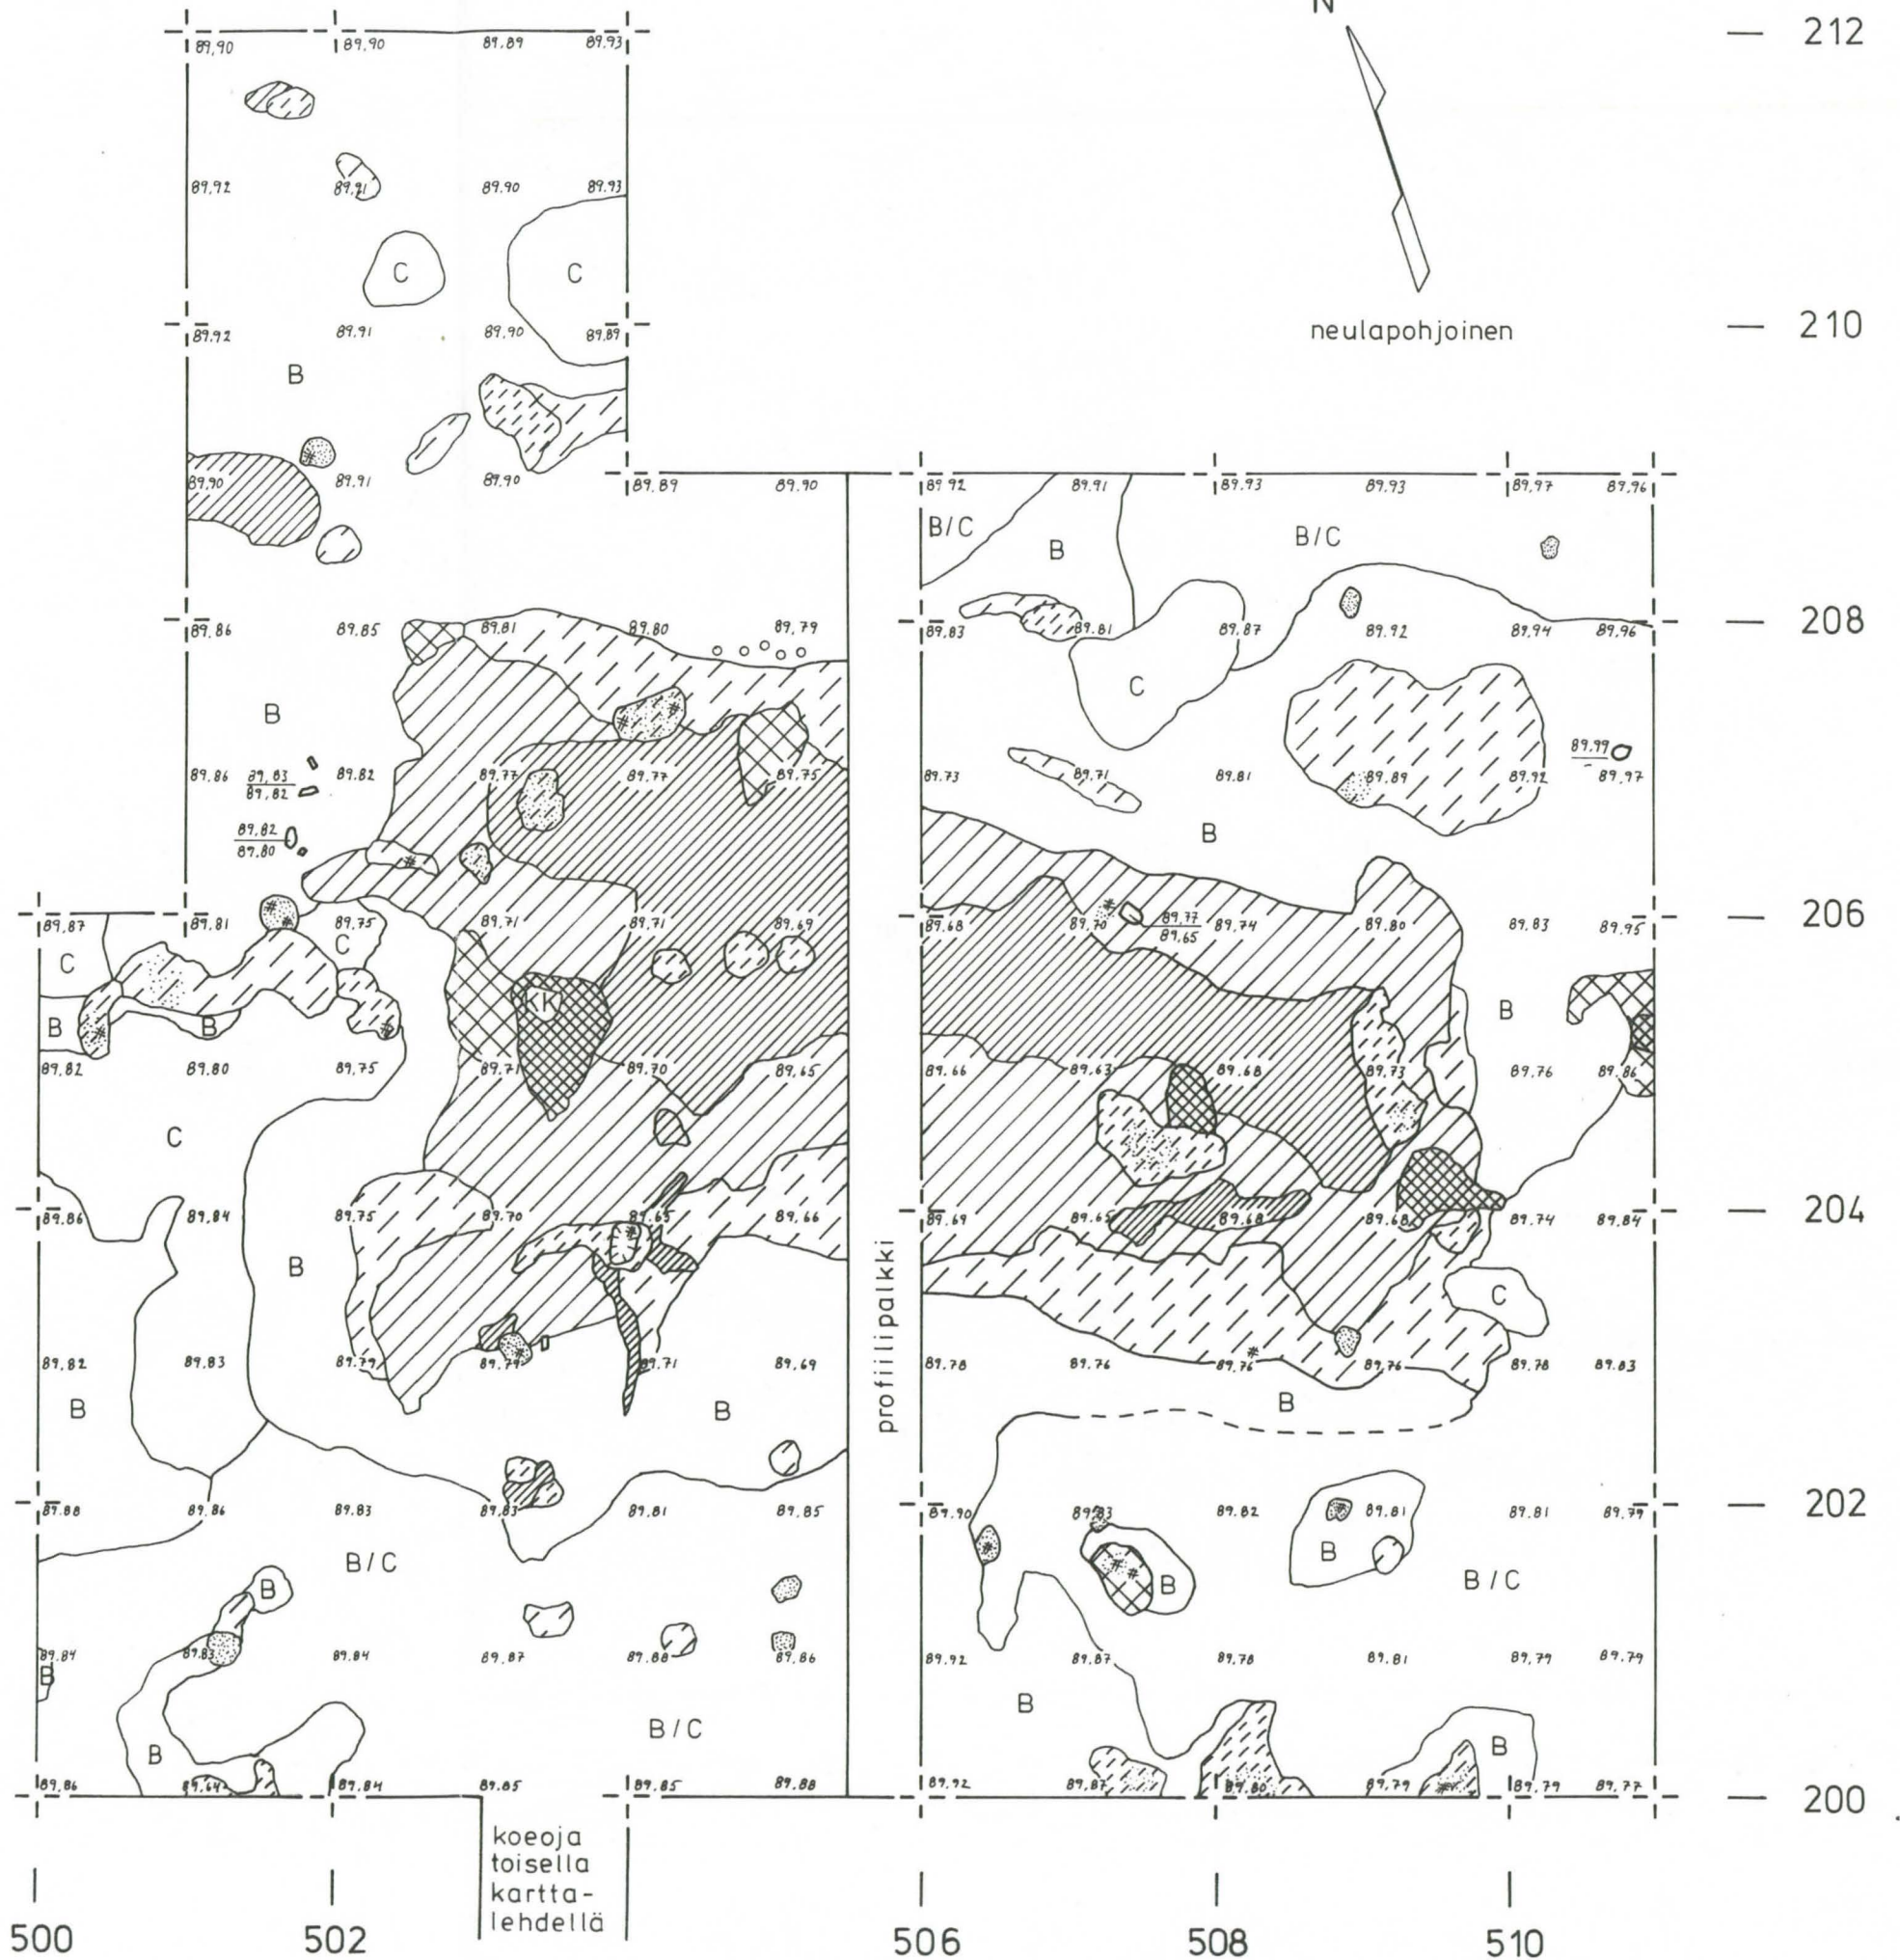 N
212
89,90 89,90 89,89 89,93
89,92 89,91 89.90 89.93
C C
89.92 89.91 89,90 89,89
neulapohjoinen
210
B
89,90 89.91 89,90 89,89 89,90 89.92 89.91 89.93 89.93 89,97 89,96
B/C B B/C
89.86 89.85 89.81 89.80 89,79 89.83 89.81 89.87 89.92 89.94 89.96
208
C
B
89.86 89,83 89.82 89.77 89.77 89.75 89.73 89.71 89.81 89.89 89.92 89.99 89,97
89,82
B
89,82
89.80
89.87 89.81 89.75 89.71 89.71 89.69 89.68 89,70 89,77 89,74 89.80 89.83 89.95
89,65
206
C C
KK
B B B
89.82 89.80 89.75 89.71 89.70 89.65 89.66 89.63 89.68 89.73 89.76 89.86
C
89.86 89.84 89.75 89.70 89.65 89.66 89.69 89.65 89.68 89.68 89.74 89.84
204
B
C
profiilipalkki
89,82 89.83 89.79 89.79 89.71 89.69 89.78 89.76 89.76 89.76 89.78 89.83
B B B
89.88 89.86 89.83 89.83 89.81 89.85 89.90 89.83 89.82 89.81 89.81 89.79
202
B/C B B B B/C
89.84 89.83 89.84 89.87 89.88 89.86 89.92 89.87 89.78 89.81 89,79 89.79
B
B
B/C
B B
89.86 89.64 89.84 89.85 89.85 89.88 89.92 89.87 89.80 89.79 89.79 89.77
200
koeoja
toisella
kartta-
lehdellä
500 502 506 508 510